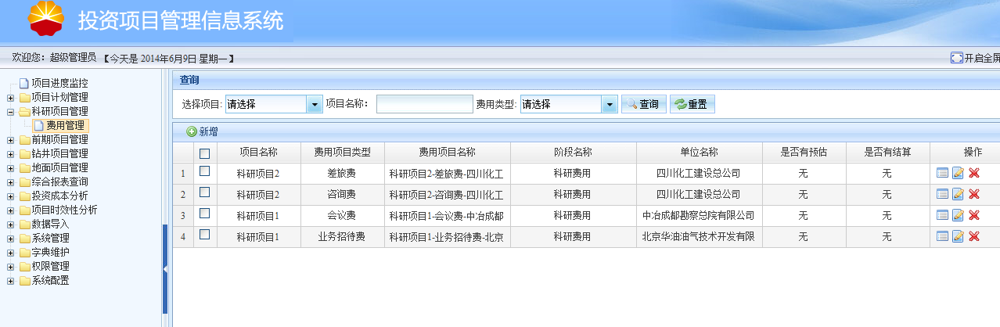 投资项目管理信息系统
欢迎您: 超级管理员 【今天是 2014年6月9日 星期一】 开启全屏
项目进度监控
项目计划管理
科研项目管理
费用管理
前期项目管理
钻井项目管理
地面项目管理
综合报表查询
投资成本分析
项目时效性分析
数据导入
系统管理
字典维护
权限管理
系统配置
查询
选择项目: 请选择 项目名称: 费用类型: 请选择 查询 重置
新增
项目名称 费用项目类型 费用项目名称 阶段名称 单位名称 是否有预估 是否有结算 操作
1 科研项目2 差旅费 科研项目2-差旅费-四川化工 科研费用 四川化工建设总公司 无 无
2 科研项目2 咨询费 科研项目2-咨询费-四川化工 科研费用 四川化工建设总公司 无 无
3 科研项目1 会议费 科研项目1-会议费-中冶成都 科研费用 中冶成都勘察总院有限公司 无 无
4 科研项目1 业务招待费 科研项目1-业务招待费-北京 科研费用 北京华油油气技术开发有限 无 无